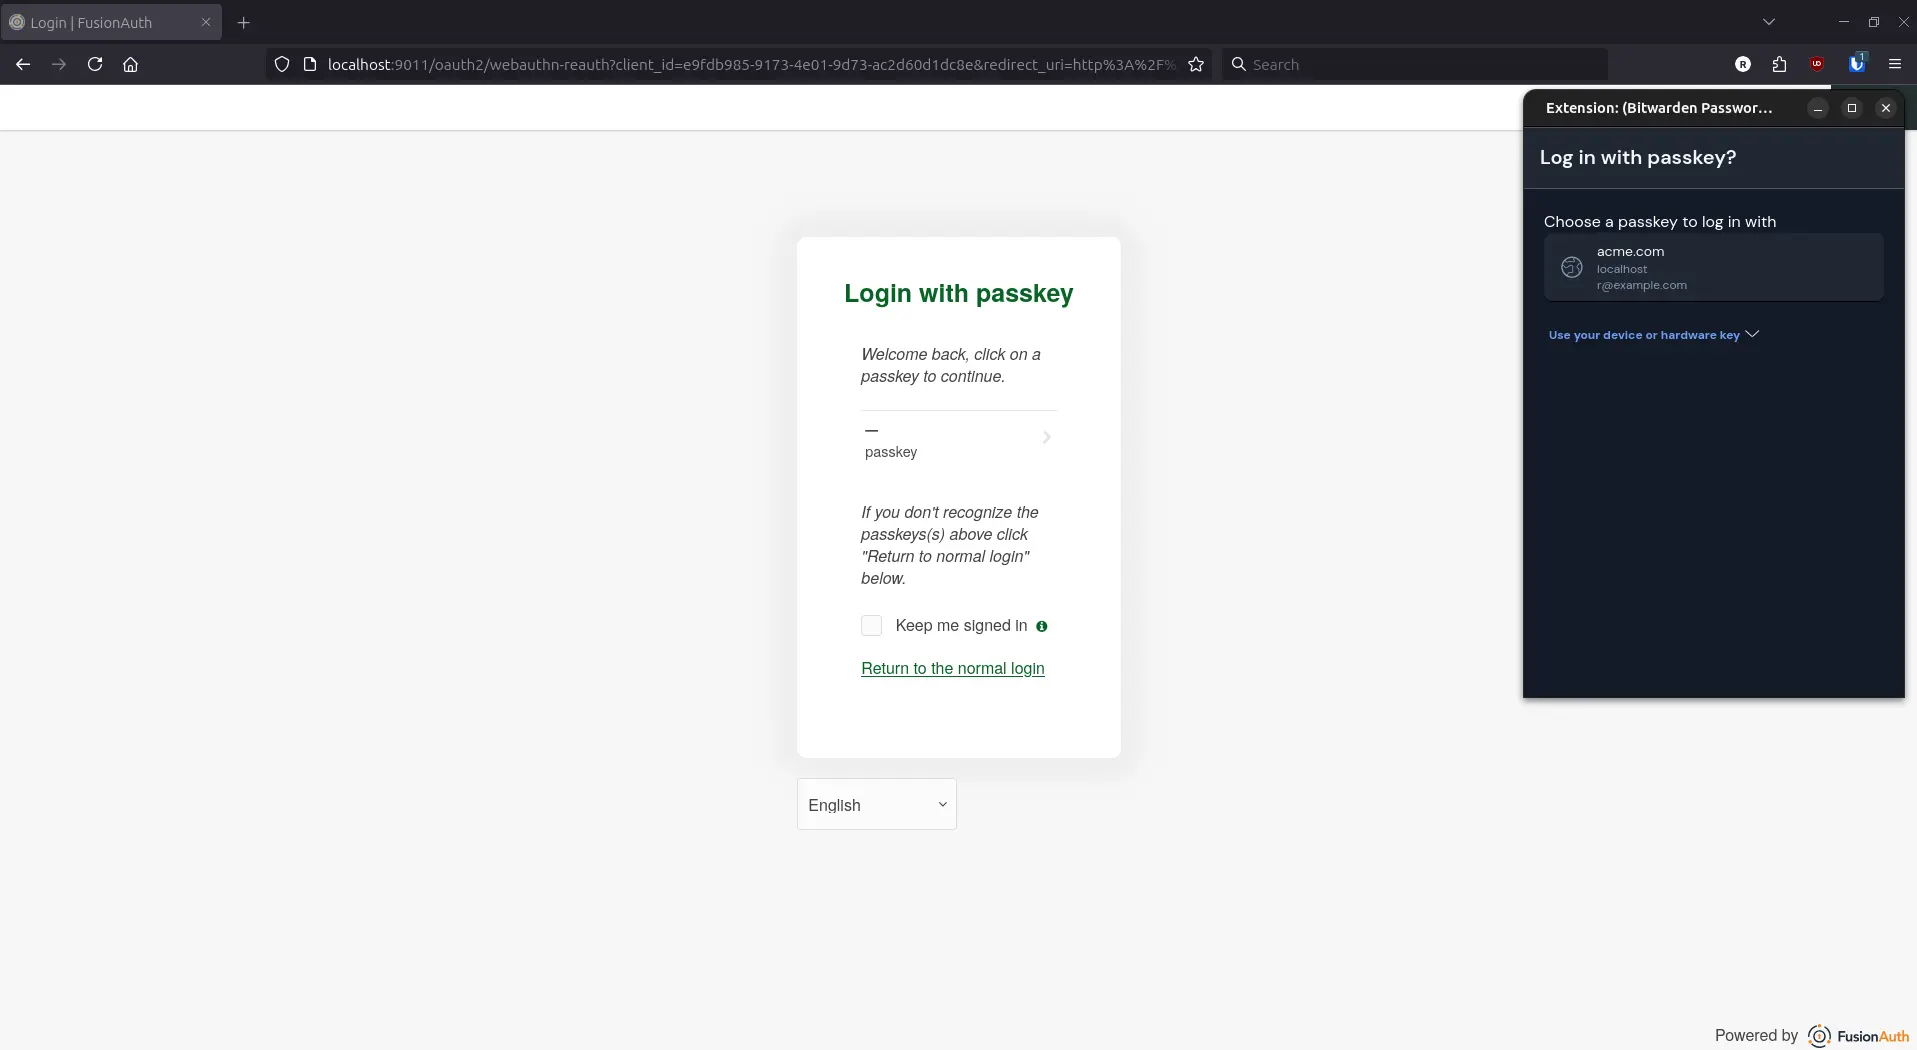 Login | FusionAuth
localhost:9011/oauth2/webauthn-reauth?client_id=e9fdb985-9173-4e01-9d73-ac2d60d1dc8e&redirect_uri=http%3A%2F%
Search
R
UD
1
Extension: (Bitwarden Passwor…
Log in with passkey?
Choose a passkey to log in with
acme.com
localhost
r@example.com
Use your device or hardware key
Login with passkey
Welcome back, click on a
passkey to continue.
—
passkey
If you don't recognize the
passkeys(s) above click
"Return to normal login"
below.
Keep me signed in
Return to the normal login
English
Powered by FusionAuth